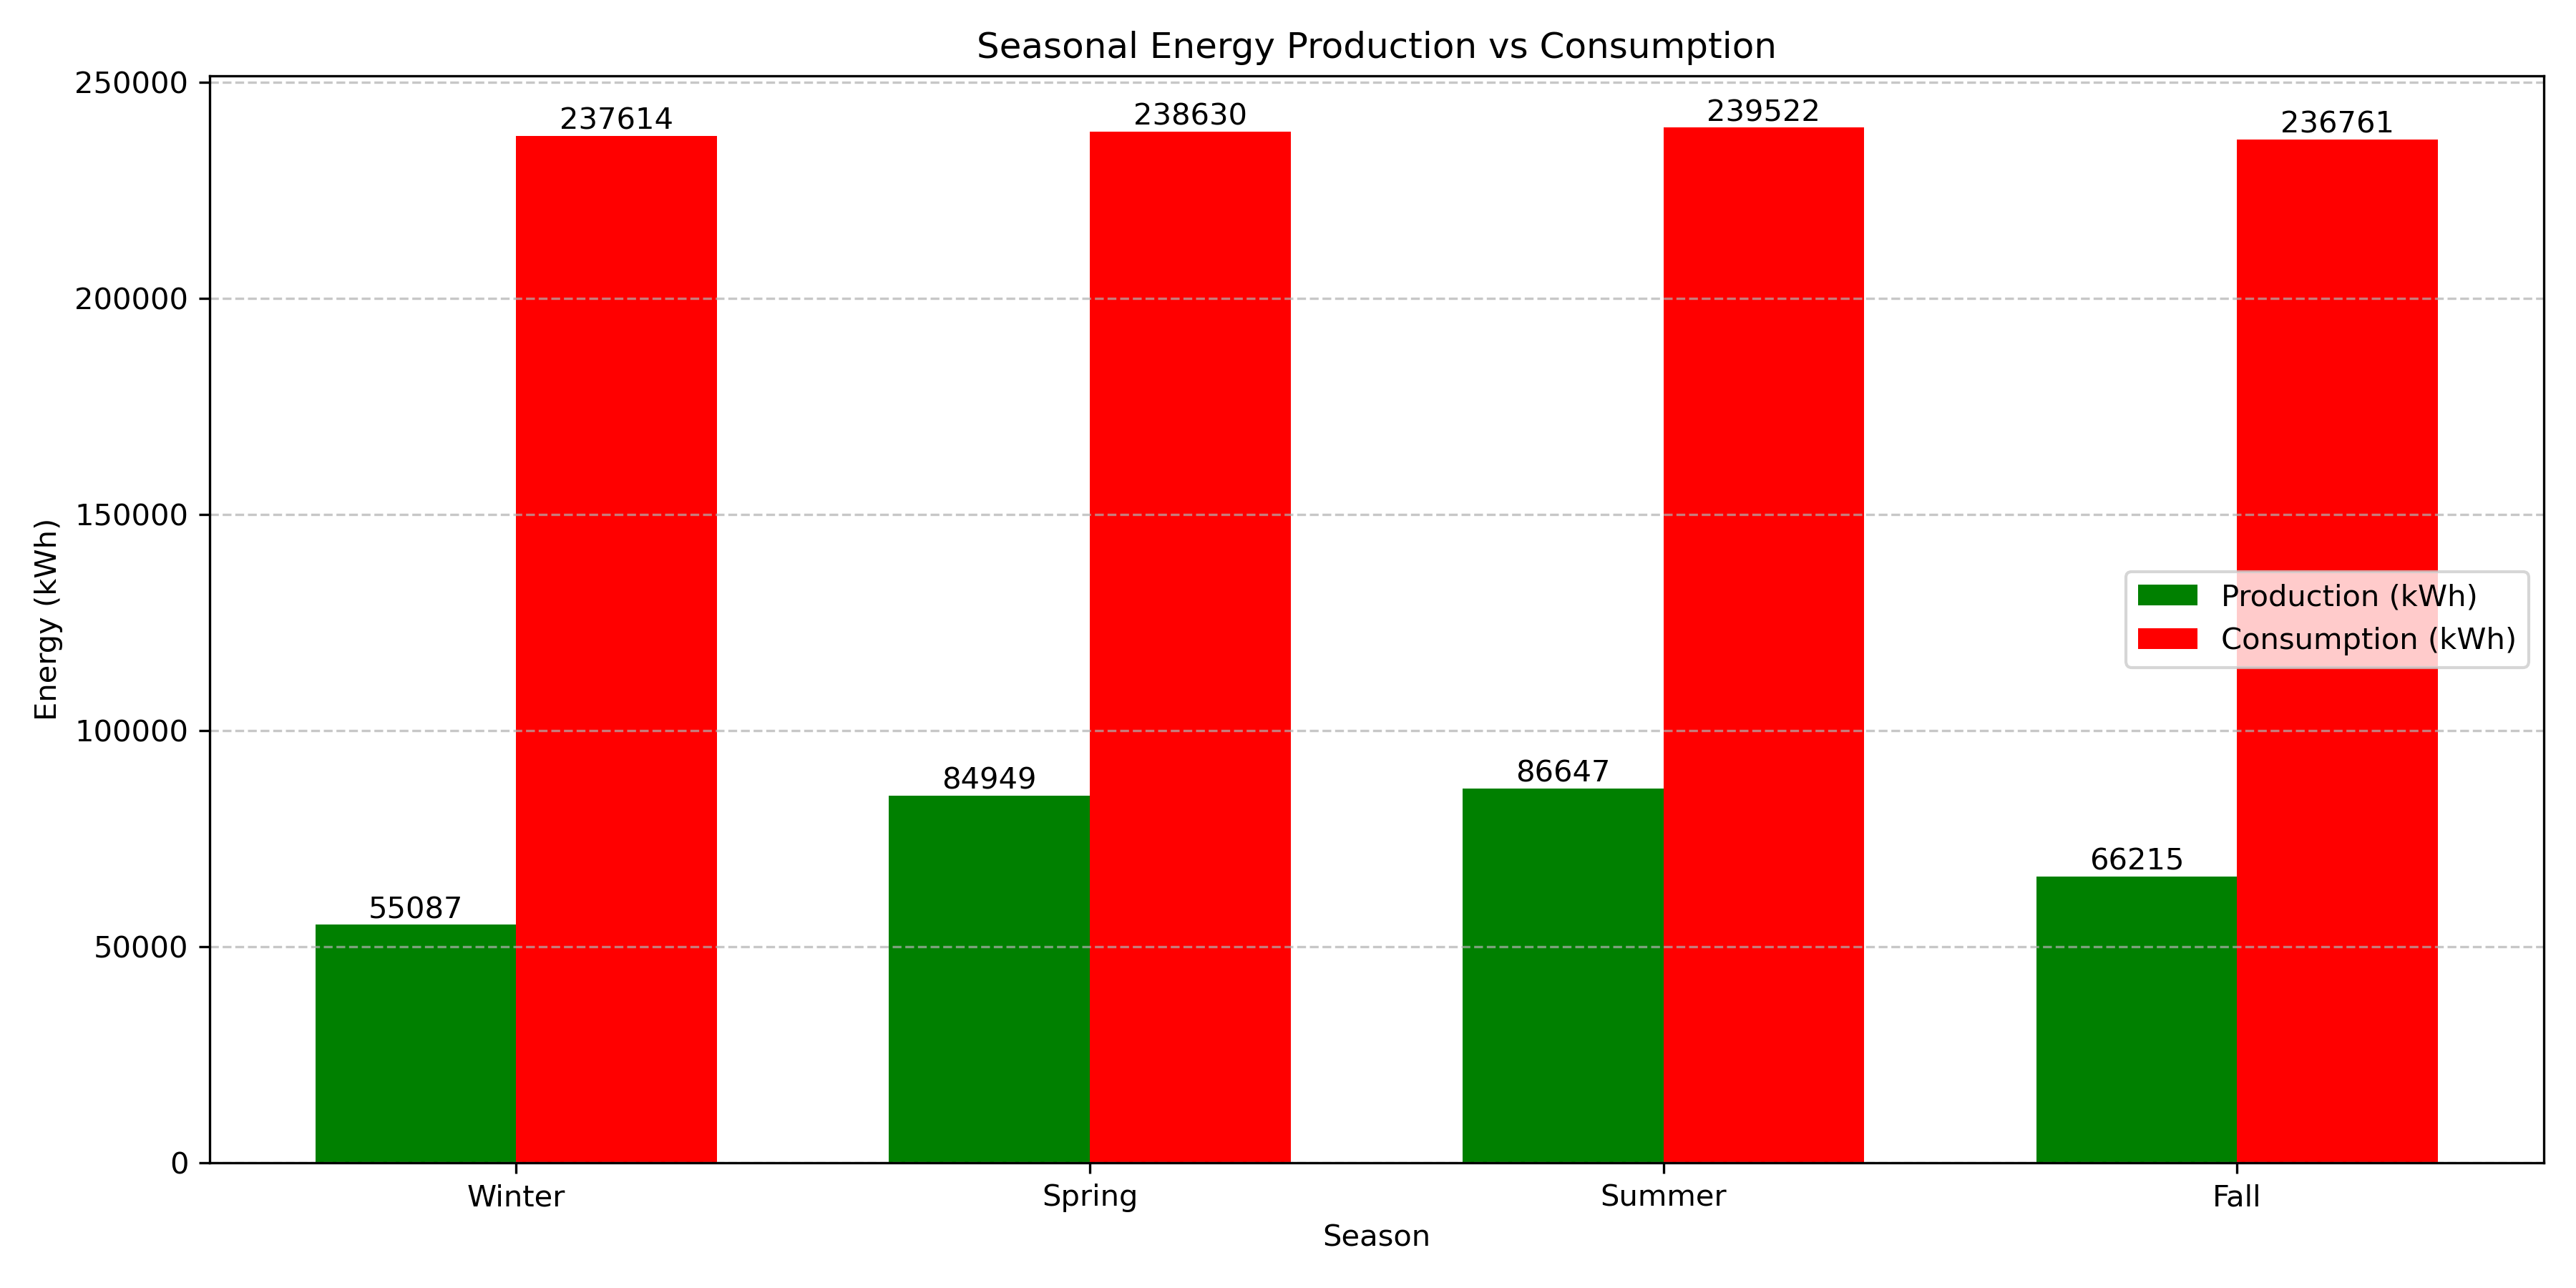 Seasonal Energy Production vs Consumption
250000
200000
150000
100000
50000
0
Energy (kWh)
237614
238630
239522
236761
55087
84949
86647
66215
Production (kWh)
Consumption (kWh)
Winter
Spring
Summer
Fall
Season